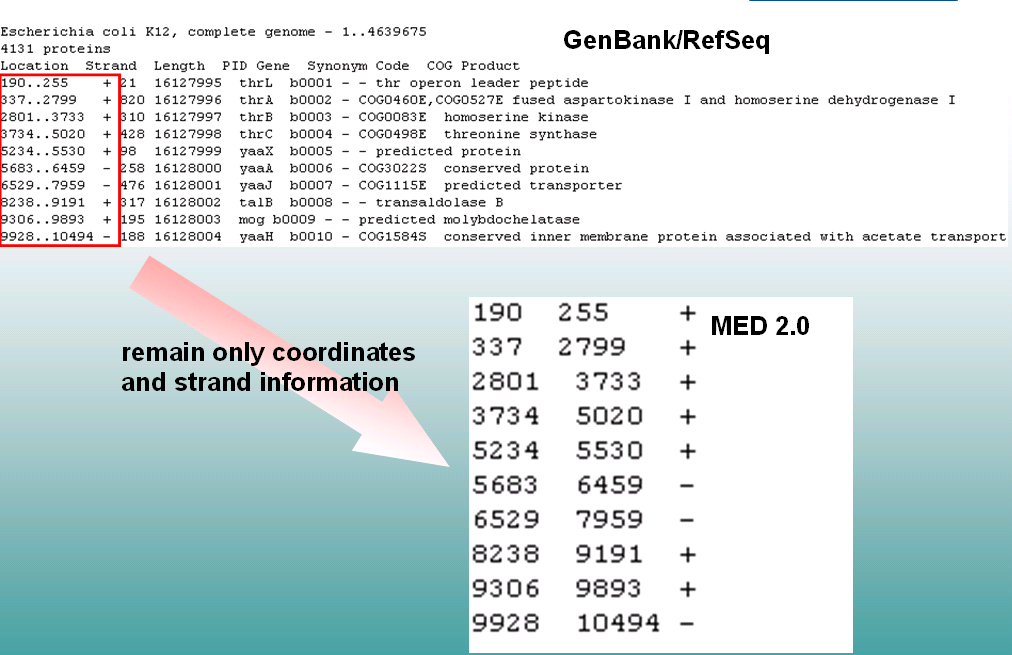 Escherichia coli K12, complete genome - 1..4639675
4131 proteins
GenBank/RefSeq
Location Strand Length PID Gene Synonym Code COG Product
190..255 + 21 16127995 thrL b0001 - - thr operon leader peptide
337..2799 + 820 16127996 thrA b0002 - COG0460E,COG0527E fused aspartokinase I and homoserine dehydrogenase I
2801..3733 + 310 16127997 thrB b0003 - COG0083E homoserine kinase
3734..5020 + 428 16127998 thrC b0004 - COG0498E threonine synthase
5234..5530 + 98 16127999 yaaX b0005 - - predicted protein
5683..6459 - 258 16128000 yaaA b0006 - COG3022S conserved protein
6529..7959 - 476 16128001 yaaJ b0007 - COG1115E predicted transporter
8238..9191 + 317 16128002 talB b0008 - - transaldolase B
9306..9893 + 195 16128003 mog b0009 - - predicted molybdochelatase
9928..10494 - 188 16128004 yaaH b0010 - COG1584S conserved inner membrane protein associated with acetate transport
remain only coordinates
and strand information
MED 2.0
190 255 +
337 2799 +
2801 3733 +
3734 5020 +
5234 5530 +
5683 6459 -
6529 7959 -
8238 9191 +
9306 9893 +
9928 10494 -